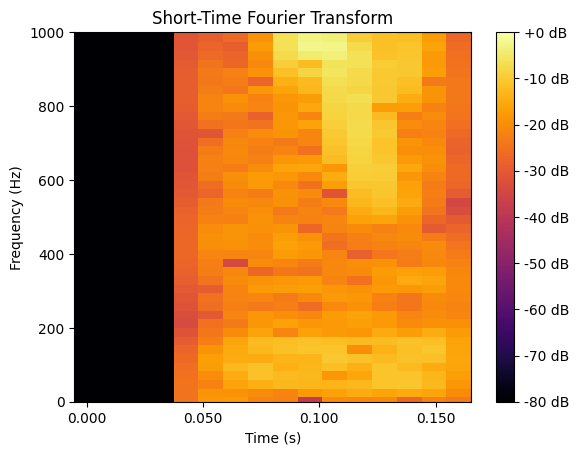 Short-Time Fourier Transform
1000
800
600
400
200
0
Frequency (Hz)
0.000
0.050
0.100
0.150
Time (s)
+0 dB
-10 dB
-20 dB
-30 dB
-40 dB
-50 dB
-60 dB
-70 dB
-80 dB